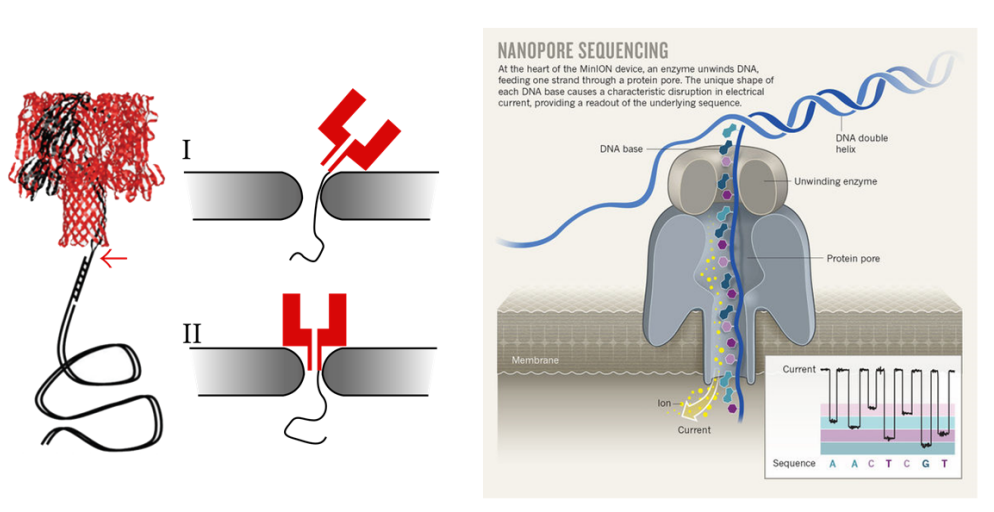 I
II
NANOPORE SEQUENCING
At the heart of the MinION device, an enzyme unwinds DNA,
feeding one strand through a protein pore. The unique shape of
each DNA base causes a characteristic disruption in electrical
current, providing a readout of the underlying sequence.
DNA base
DNA double
helix
Unwinding enzyme
Protein pore
Membrane
Ion
Current
Current
Sequence A A C T C G T